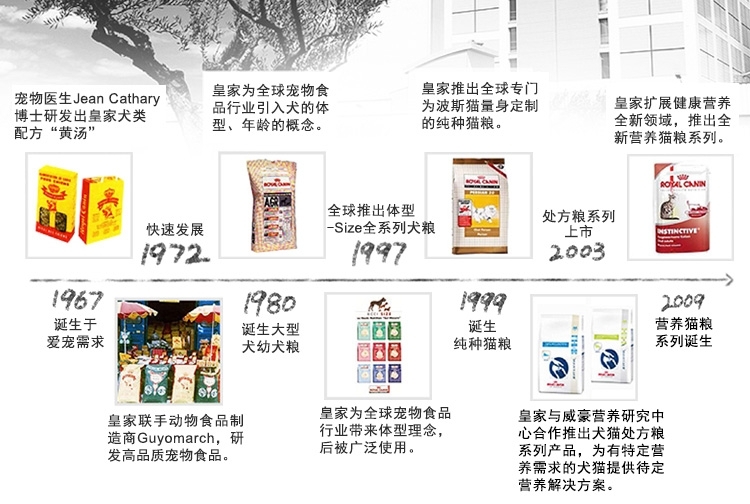 宠物医生Jean Cathary
博士研发出皇家犬类
配方“黄汤”
皇家为全球宠物食
品行业引入犬的体
型、年龄的概念。
皇家推出全球专门
为波斯猫量身定制
的纯种猫粮。
皇家扩展健康营养
全新领域，推出全
新营养猫粮系列。
ROYAL CANIN
AGR
ROYAL CANIN
PERSIAN 30
ROYAL CANIN
INSTINCTIVE
快速发展
1972
全球推出体型
-Size全系列犬粮
1997
处方粮系列
上市
2003
1967
诞生于
爱宠需求
1980
诞生大型
犬幼犬粮
1999
诞生
纯种猫粮
2009
营养猫粮
系列诞生
SIZE
皇家联手动物食品制
造商Guyomarch，研
发高品质宠物食品。
皇家为全球宠物食品
行业带来体型理念，
后被广泛使用。
皇家与威豪营养研究中
心合作推出犬猫处方粮
系列产品，为有特定营
养需求的犬猫提供待定
营养解决方案。